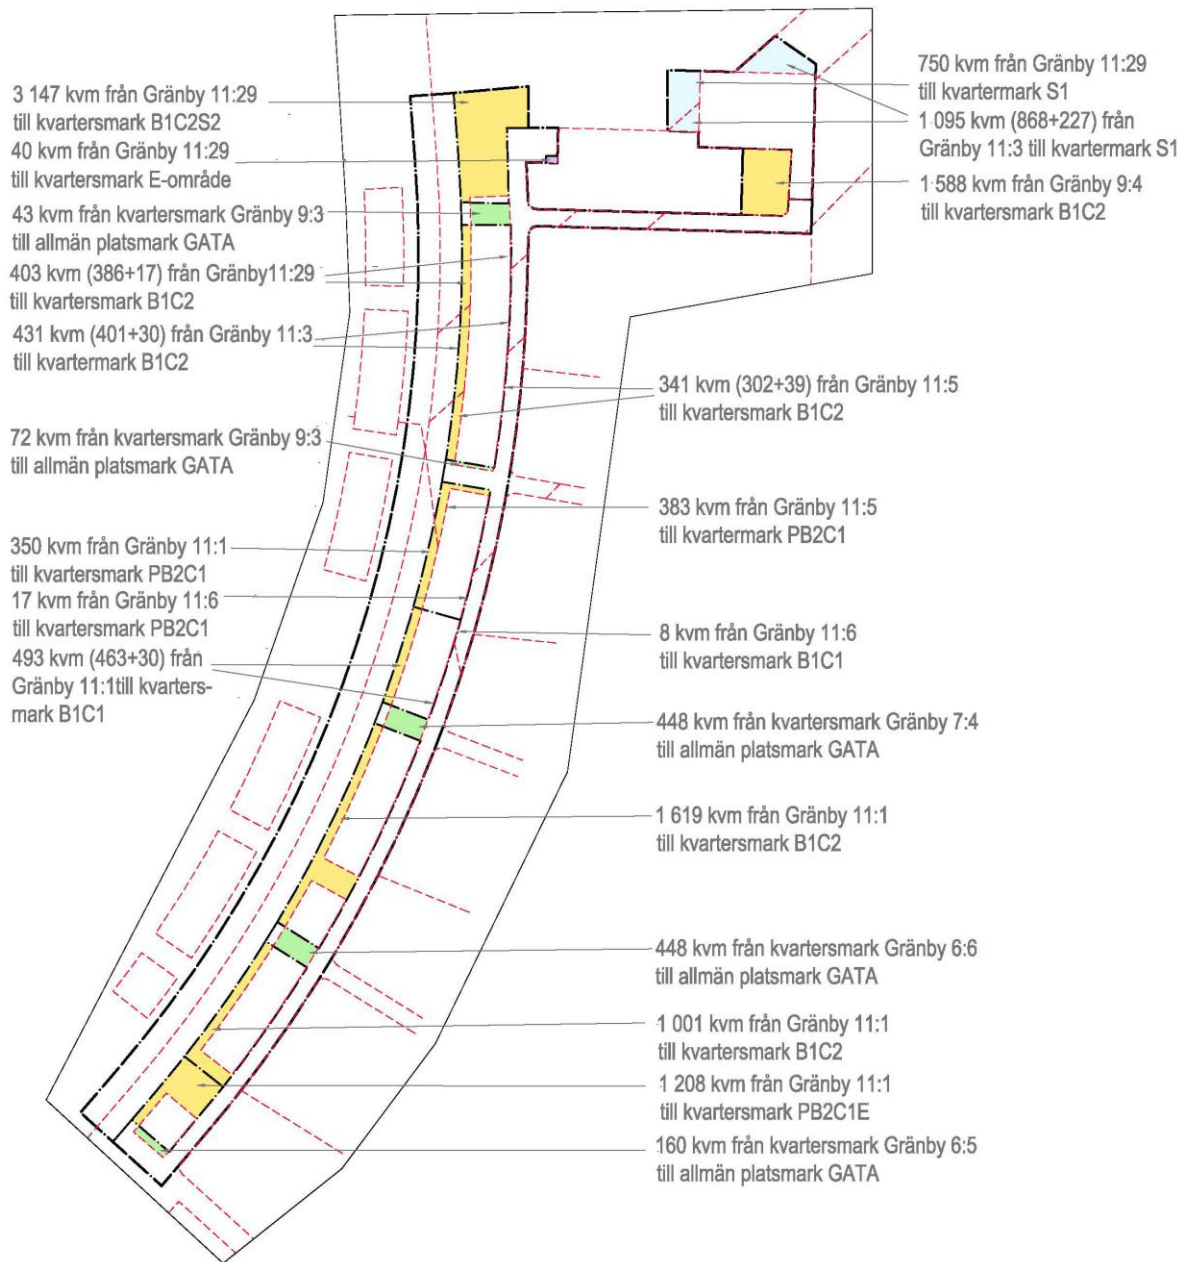 3 147 kvm från Gränby 11:29
till kvartersmark B1C2S2
40 kvm från Gränby 11:29
till kvartersmark E-område
43 kvm från kvartersmark Gränby 9:3
till allmän platsmark GATA
403 kvm (386+17) från Gränby11:29
till kvartersmark B1C2
431 kvm (401+30) från Gränby 11:3
till kvartermark B1C2
72 kvm från kvartersmark Gränby 9:3
till allmän platsmark GATA
350 kvm från Gränby 11:1
till kvartersmark PB2C1
17 kvm från Gränby 11:6
till kvartersmark PB2C1
493 kvm (463+30) från
Gränby 11:1till kvarters-
mark B1C1
750 kvm från Gränby 11:29
till kvartermark S1
1 095 kvm (868+227) från
Gränby 11:3 till kvartermark S1
1 588 kvm från Gränby 9:4
till kvartersmark B1C2
341 kvm (302+39) från Gränby 11:5
till kvartersmark B1C2
383 kvm från Gränby 11:5
till kvartermark PB2C1
8 kvm från Gränby 11:6
till kvartersmark B1C1
448 kvm från kvartersmark Gränby 7:4
till allmän platsmark GATA
1 619 kvm från Gränby 11:1
till kvartersmark B1C2
448 kvm från kvartersmark Gränby 6:6
till allmän platsmark GATA
1 001 kvm från Gränby 11:1
till kvartersmark B1C2
1 208 kvm från Gränby 11:1
till kvartersmark PB2C1E
160 kvm från kvartersmark Gränby 6:5
till allmän platsmark GATA